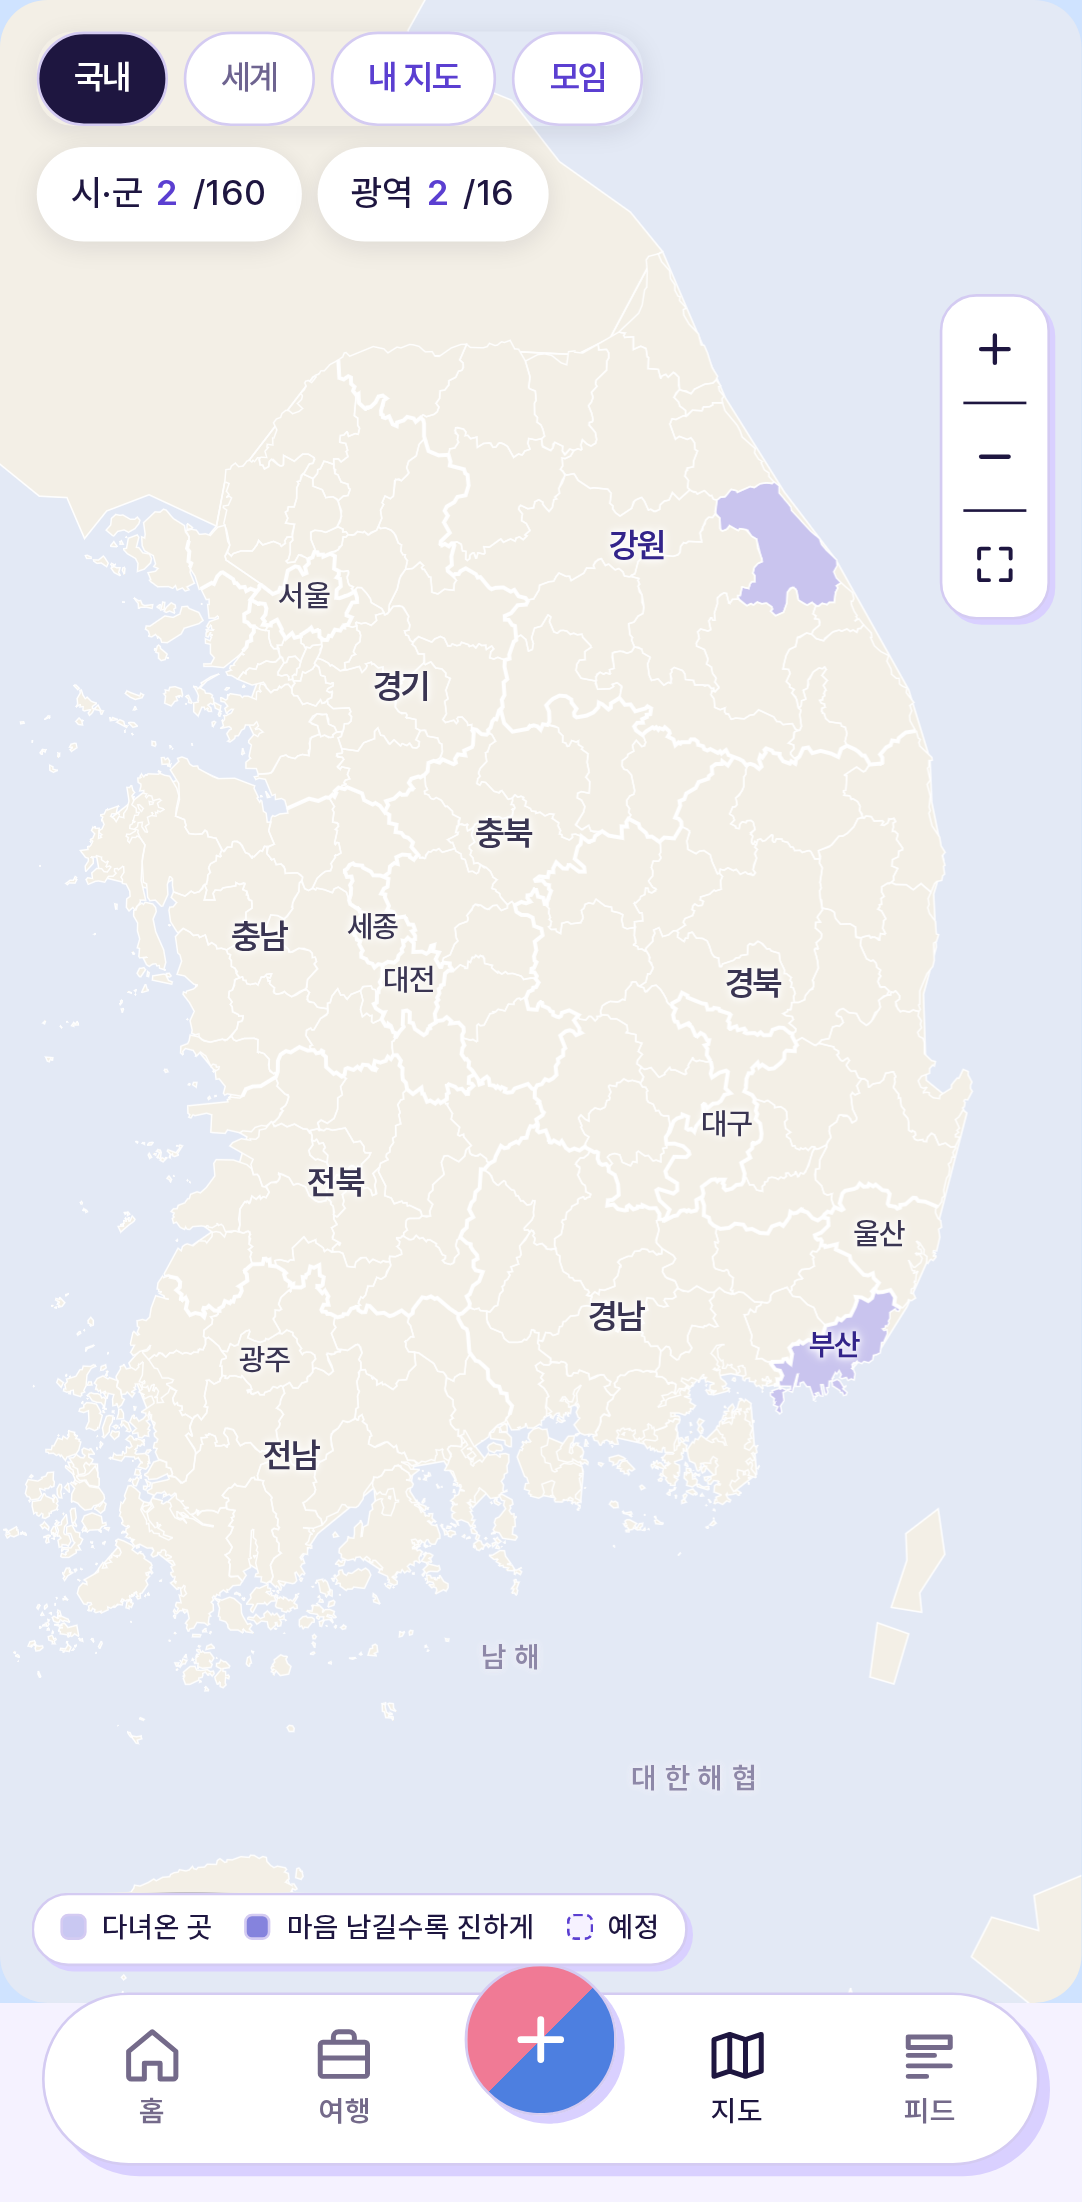 국내 세계 내 지도 모임
시·군 2 /160 광역 2 /16
강원
서울
경기
충북
세종
충남
대전
경북
대구
전북
울산
경남
부산
광주
전남
남해
대한해협
다녀온 곳 마음 남길수록 진하게 예정
홈 여행 지도 피드